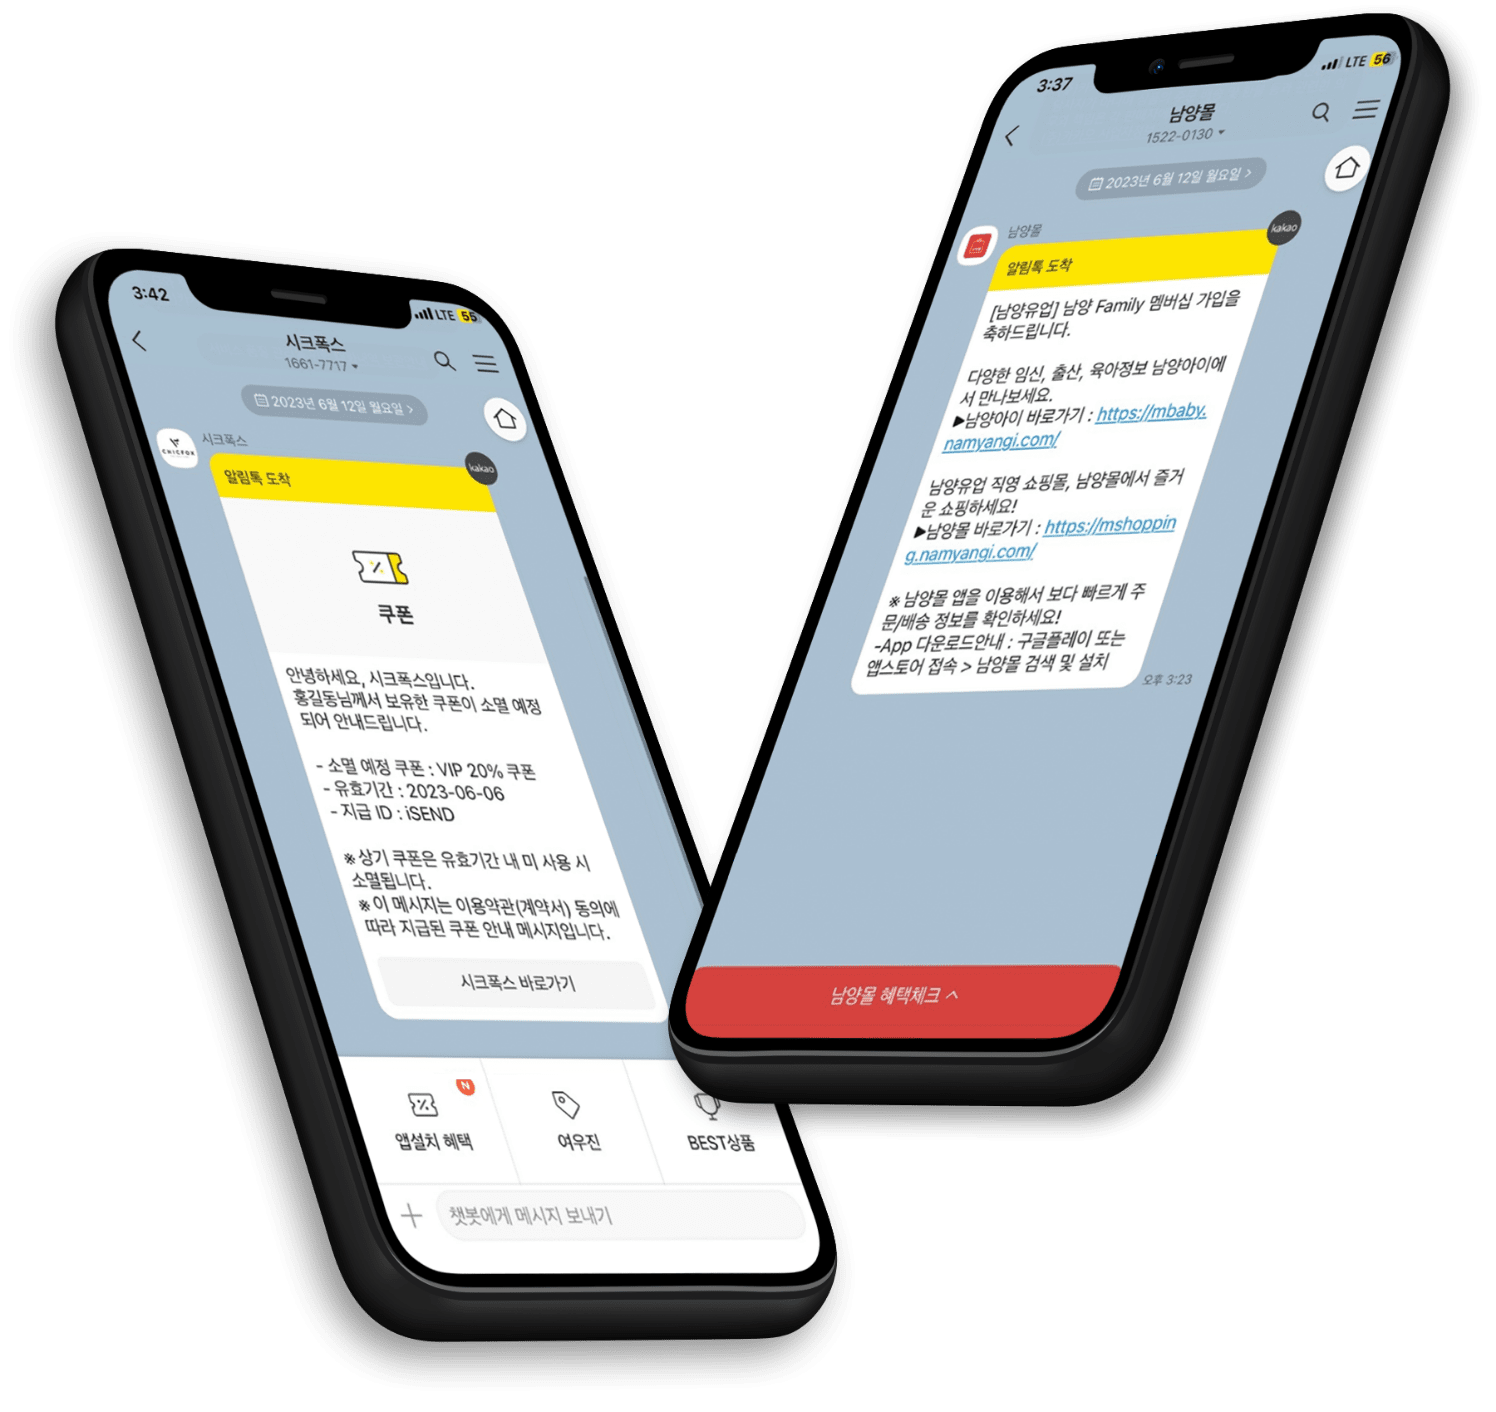 3:42
LTE 55
시크폭스
1661-7717
2023년 6월 12일 월요일 >
CHICFOX
시크폭스
kakao
알림톡 도착
쿠폰
안녕하세요, 시크폭스입니다.
홍길동님께서 보유한 쿠폰이 소멸 예정
되어 안내드립니다.
- 소멸 예정 쿠폰 : VIP 20% 쿠폰
- 유효기간 : 2023-06-06
- 지급 ID : iSEND
※ 상기 쿠폰은 유효기간 내 미 사용 시
소멸됩니다.
※ 이 메시지는 이용약관(계약서) 동의에
따라 지급된 쿠폰 안내 메시지입니다.
시크폭스 바로가기
N
앱설치 혜택
여우진
BEST상품
챗봇에게 메시지 보내기
3:37
LTE 56
남양몰
1522-0130
2023년 6월 12일 월요일 >
남양몰
kakao
알림톡 도착
[남양유업] 남양 Family 멤버십 가입을
축하드립니다.
다양한 임신, 출산, 육아정보 남양아이에
서 만나보세요.
▶남양아이 바로가기 : https://mbaby.
namyangi.com/
남양유업 직영 쇼핑몰, 남양몰에서 즐거
운 쇼핑하세요!
▶남양몰 바로가기 : https://mshoppin
g.namyangi.com/
※ 남양몰 앱을 이용해서 보다 빠르게 주
문/배송 정보를 확인하세요!
-App 다운로드안내 : 구글플레이 또는
앱스토어 접속 > 남양몰 검색 및 설치
오후 3:23
남양몰 혜택체크 ^